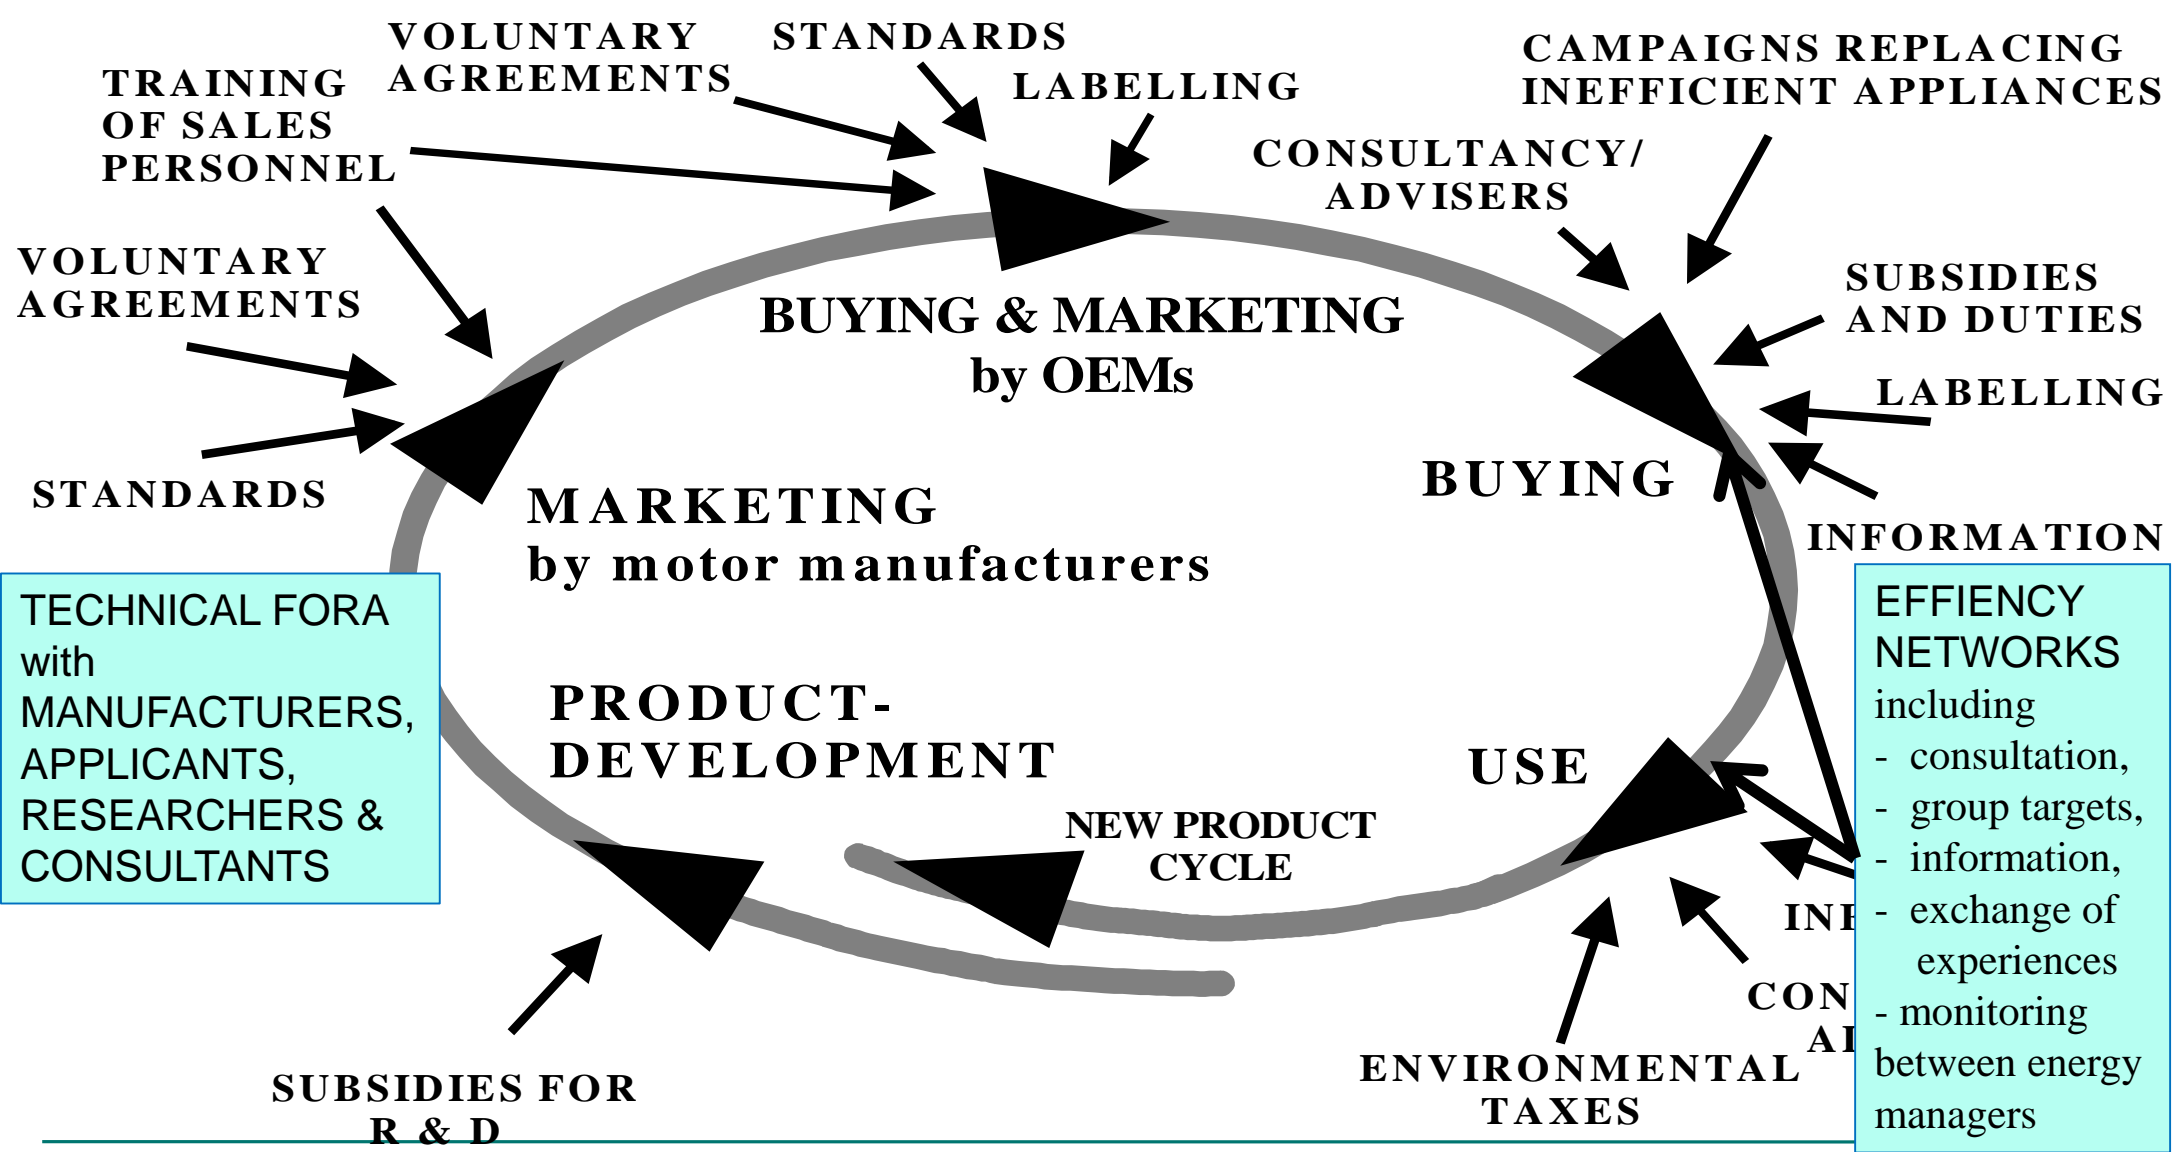 VOLUNTARY
AGREEMENTS
STANDARDS
LABELLING
TRAINING
OF SALES
PERSONNEL
CAMPAIGNS REPLACING
INEFFICIENT APPLIANCES
CONSULTANCY/
ADVISERS
VOLUNTARY
AGREEMENTS
SUBSIDIES
AND DUTIES
BUYING & MARKETING
by OEMs
LABELLING
STANDARDS
BUYING
MARKETING
by motor manufacturers
INFORMATION
TECHNICAL FORA
with
MANUFACTURERS,
APPLICANTS,
RESEARCHERS &
CONSULTANTS
PRODUCT-
DEVELOPMENT
USE
NEW PRODUCT
CYCLE
EFFIENCY
NETWORKS
including
- consultation,
- group targets,
- information,
- exchange of
experiences
- monitoring
between energy
managers
ENVIRONMENTAL
TAXES
SUBSIDIES FOR
R & D